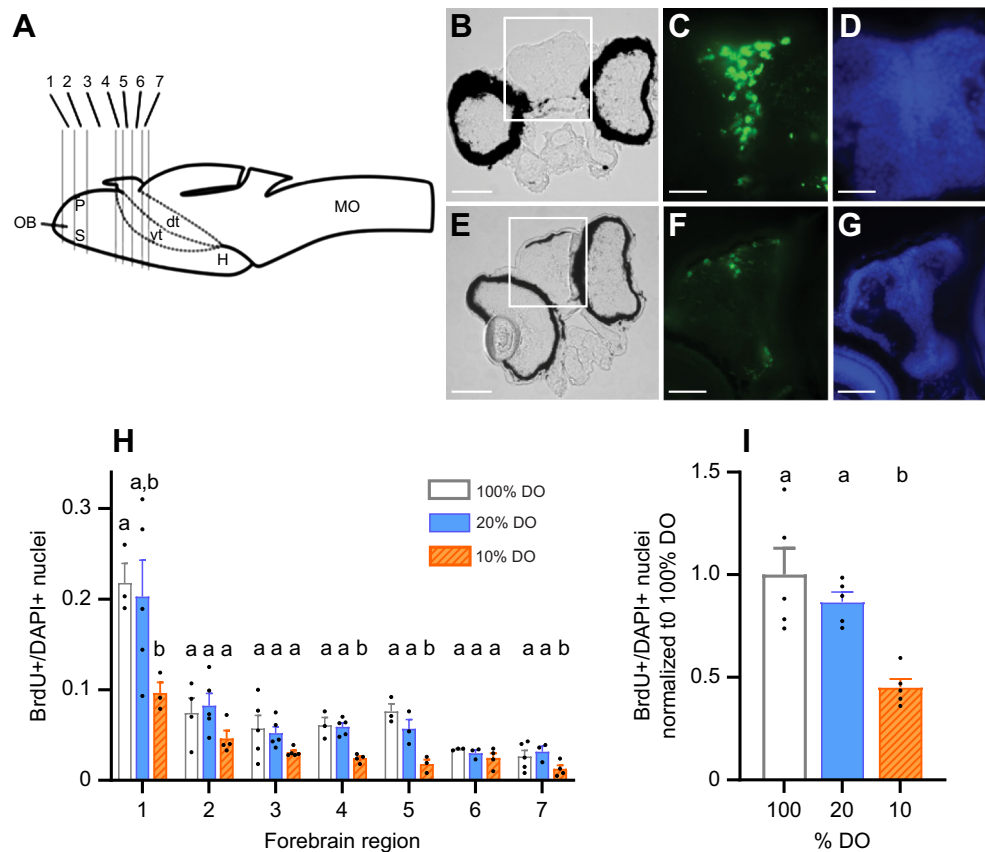 A
1 2 3 4 5 6 7
OB
P
S
dt
vt
H
MO
B
C
D
E
F
G
H
BrdU+/DAPI+ nuclei
0.3
0.2
0.1
0
a a,b b
a a a
a a a
a a b
a a b
a a a
a a b
100% DO
20% DO
10% DO
1 2 3 4 5 6 7
Forebrain region
I
BrdU+/DAPI+ nuclei
normalized t0 100% DO
1.5
1.0
0.5
0
a a b
100 20 10
% DO